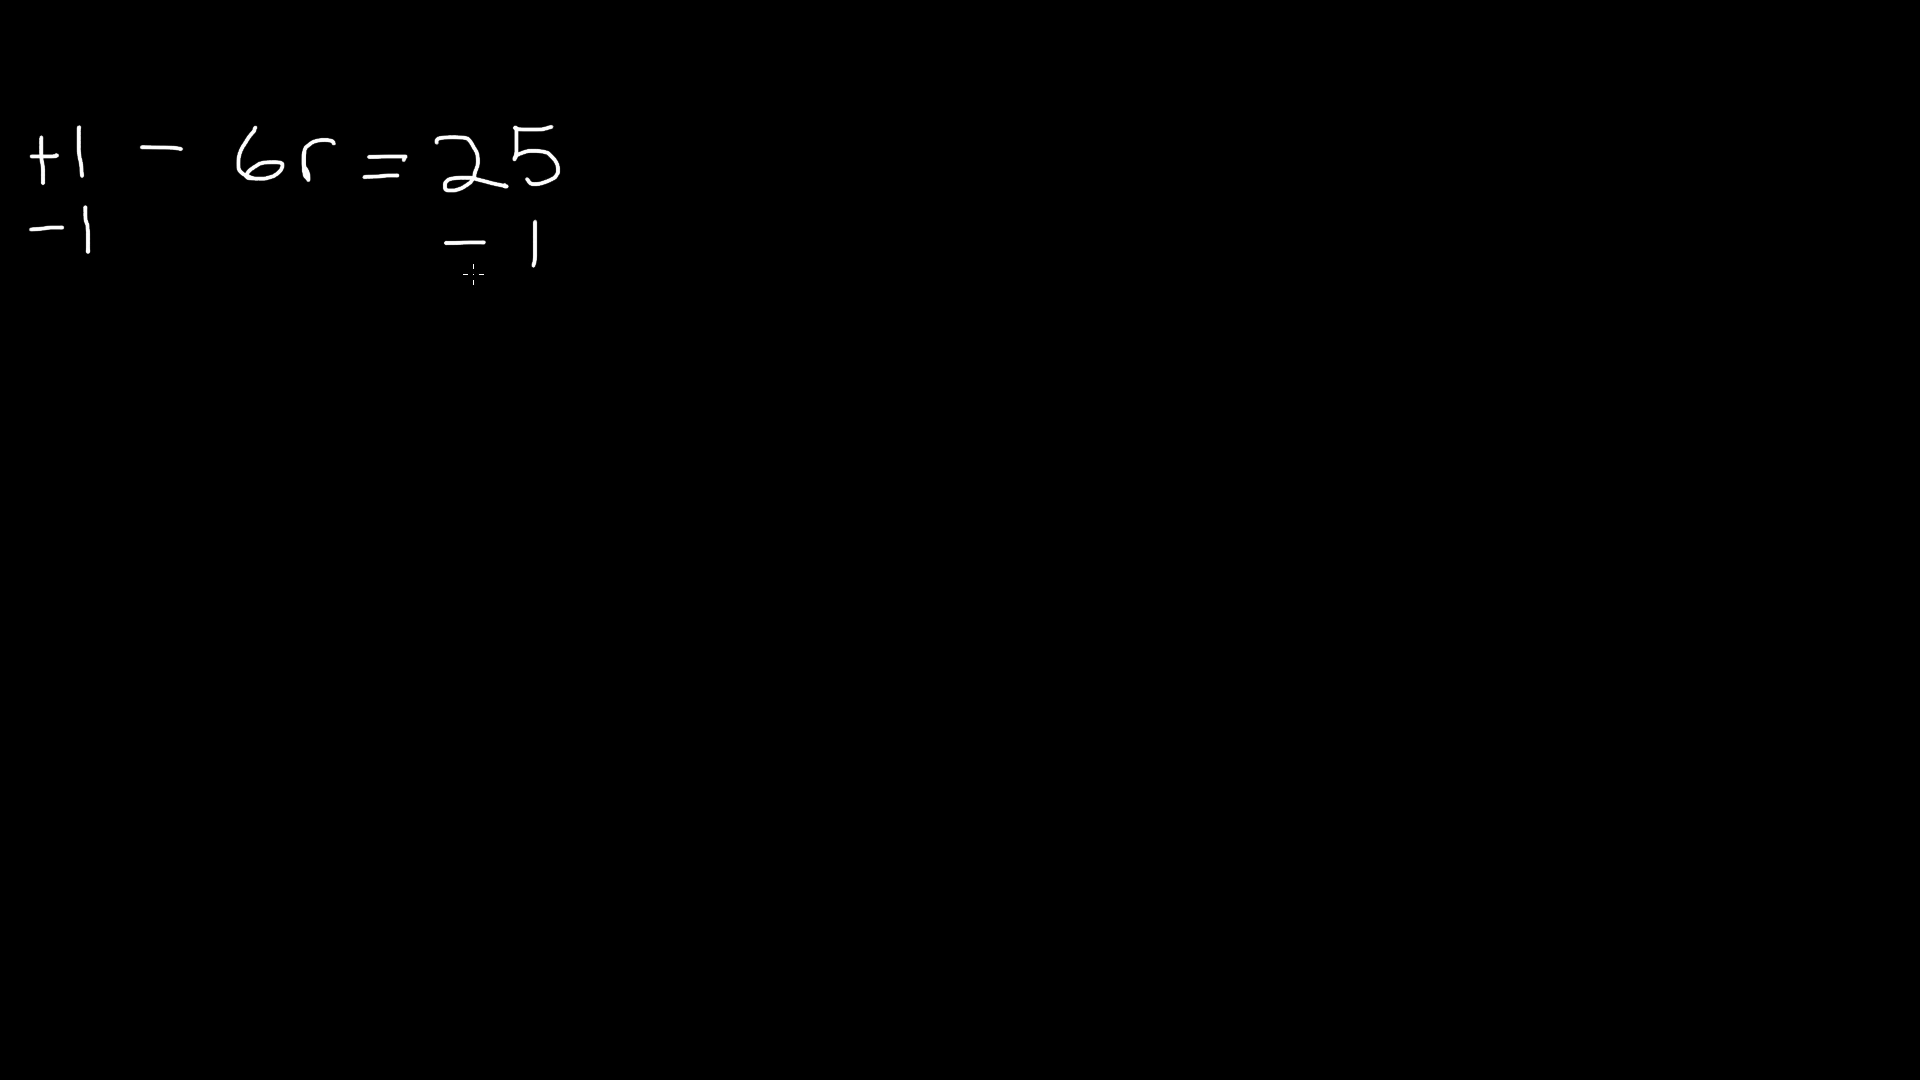 +1 - 6r = 25
-1 - 1